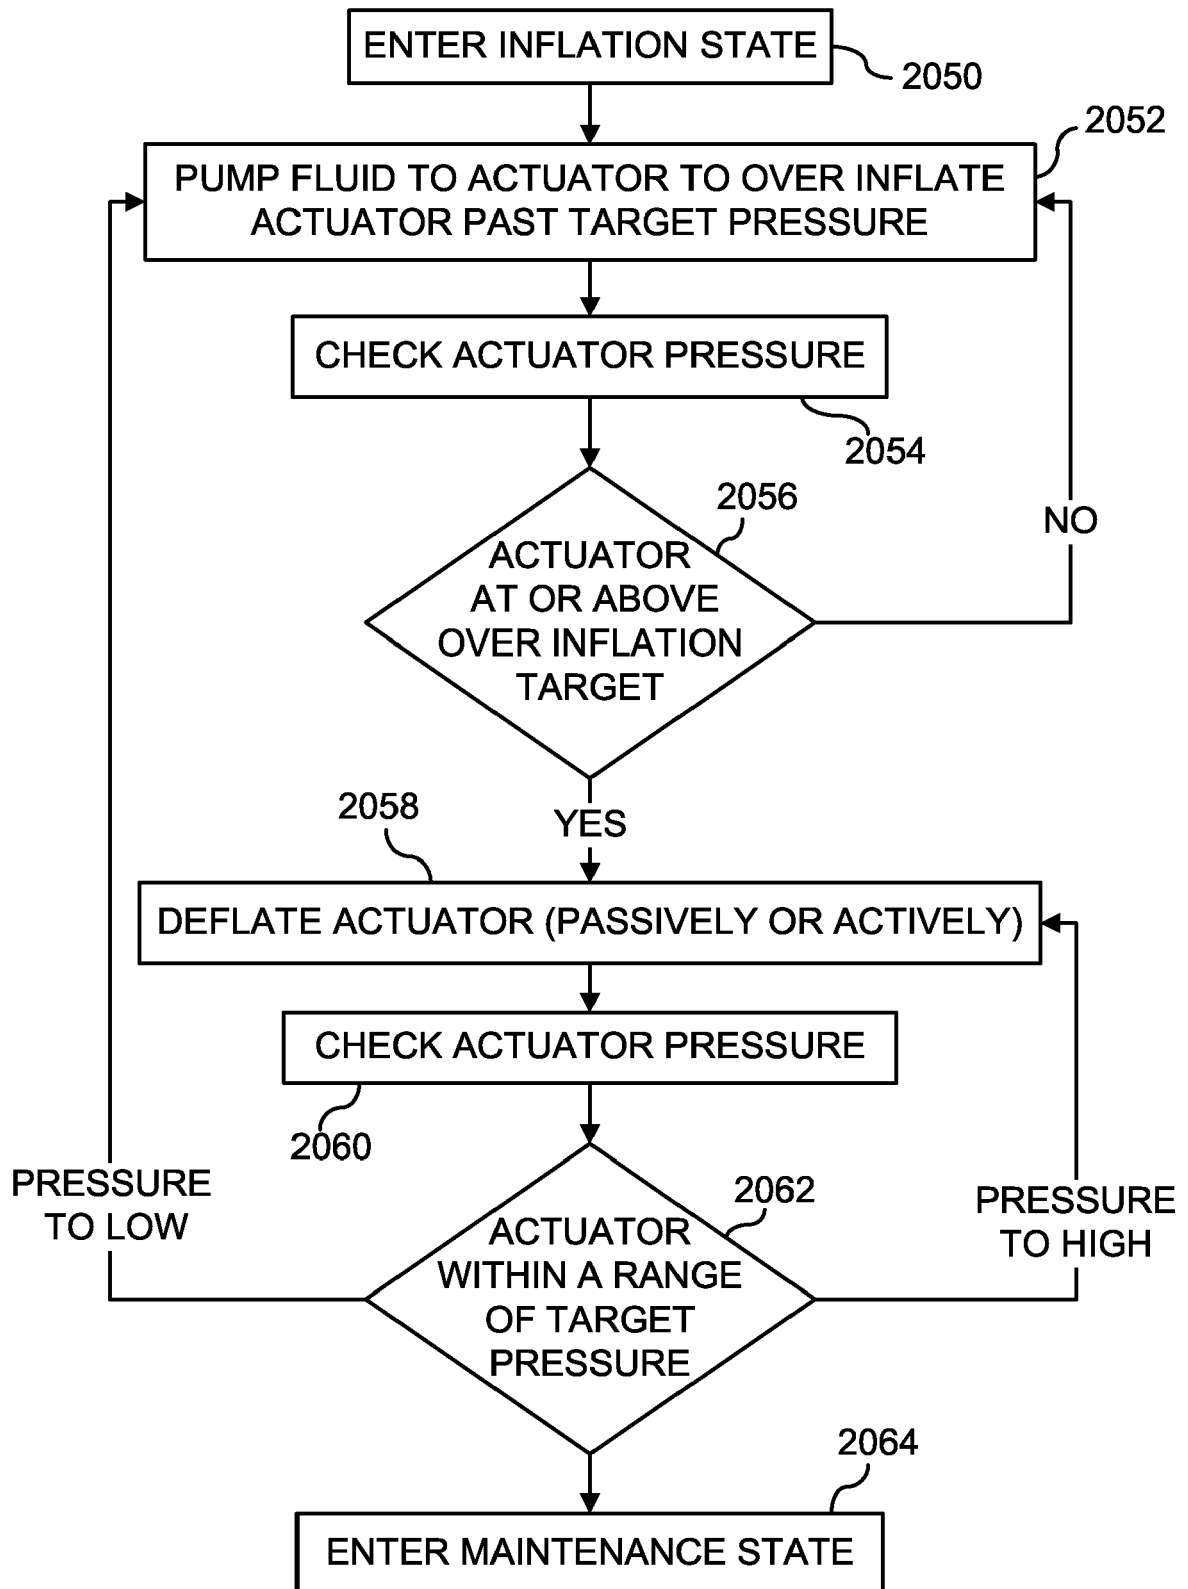 ENTER INFLATION STATE
2050
2052
PUMP FLUID TO ACTUATOR TO OVER INFLATE
ACTUATOR PAST TARGET PRESSURE
CHECK ACTUATOR PRESSURE
2054
2056
ACTUATOR
AT OR ABOVE
OVER INFLATION
TARGET
NO
YES
2058
DEFLATE ACTUATOR (PASSIVELY OR ACTIVELY)
CHECK ACTUATOR PRESSURE
2060
PRESSURE
TO LOW
2062
ACTUATOR
WITHIN A RANGE
OF TARGET
PRESSURE
PRESSURE
TO HIGH
2064
ENTER MAINTENANCE STATE